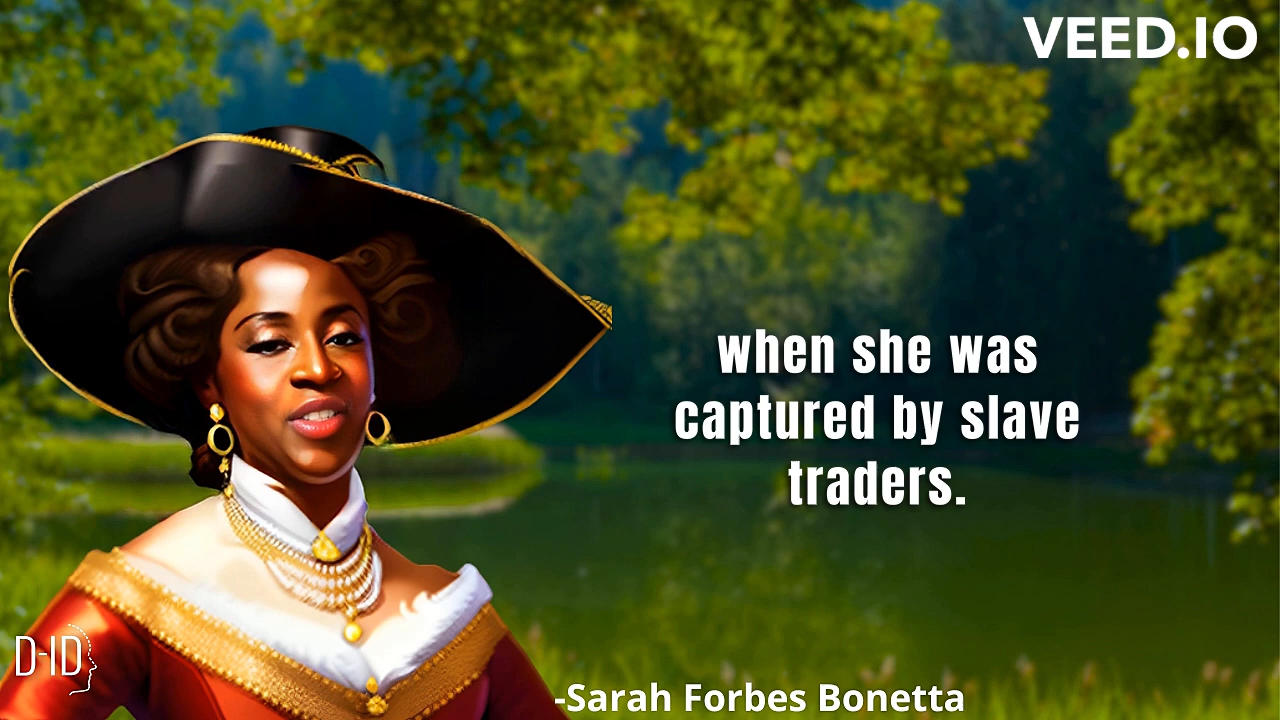 VEED.IO
when she was
captured by slave
traders.
D-ID
-Sarah Forbes Bonetta